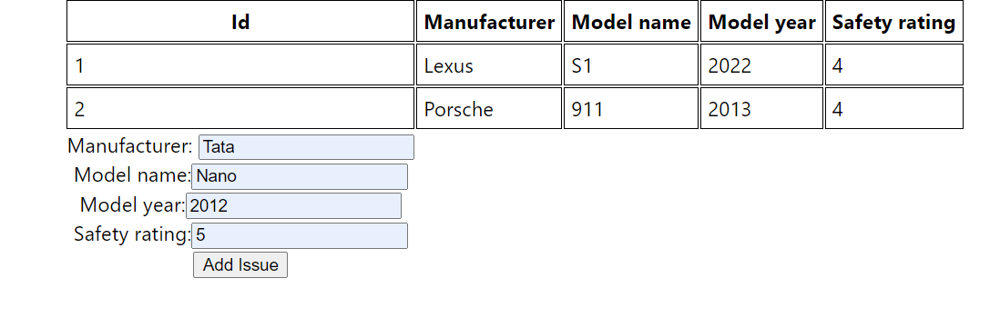 Id Manufacturer Model name Model year Safety rating
1 Lexus S1 2022 4
2 Porsche 911 2013 4
Manufacturer: Tata
Model name: Nano
Model year: 2012
Safety rating: 5
Add Issue